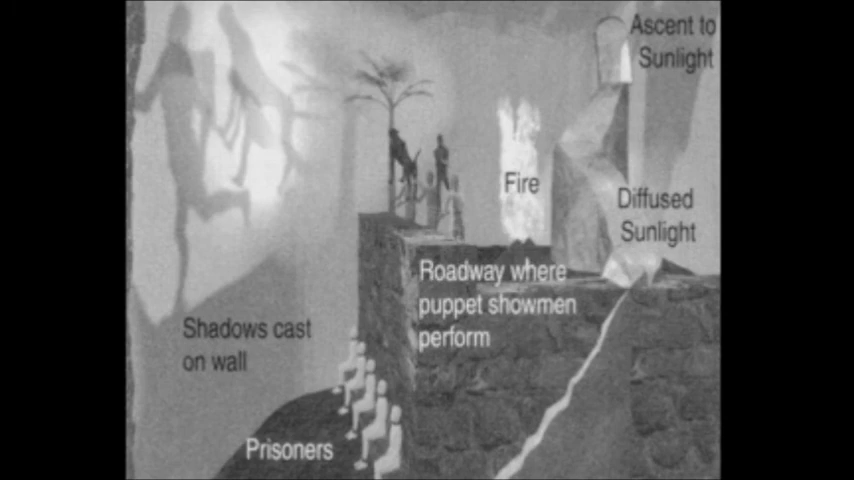 Ascent to
Sunlight
Fire
Diffused
Sunlight
Roadway where
puppet showmen
perform
Shadows cast
on wall
Prisoners